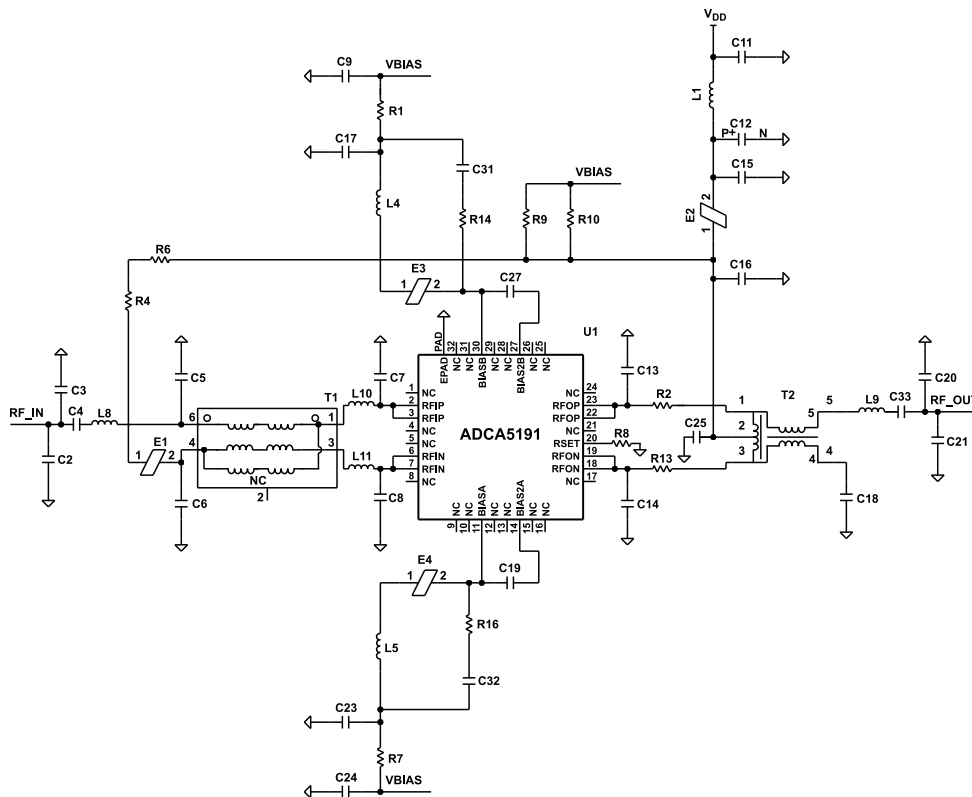 VDD
C11
L1
C12
P+ N
C15
2
E2
1
C16
C9 VBIAS
R1
C17
C31
L4
R14
VBIAS
R9 R10
R6
R4
E3
1 2
C27
U1
PAD
EPAD
32 NC
31 NC
30 BIASB
29 NC
28 NC
27 BIAS2B
26 NC
25 NC
C3
C5
C7
C13
C20
RF_IN
C4
L8
C2
T1
6 1
4 3
NC
2
L10
L11
E1
1 2
C6
C8
1 NC
2 RFIP
3 RFIP
4 NC
5 NC
6 RFIN
7 RFIN
8 NC
ADCA5191
NC 24
RFOP 23
RFOP 22
NC 21
RSET 20
RFON 19
RFON 18
NC 17
R2
R8
R13
C25
C14
T2
1
2
3
5
5
4 4
L9
C33
RF_OUT
C21
C18
NC 9
NC 10
BIASA 11
NC 12
NC 13
BIAS2A 14
NC 15
NC 16
E4
1 2
C19
R16
L5
C32
C23
R7
C24 VBIAS